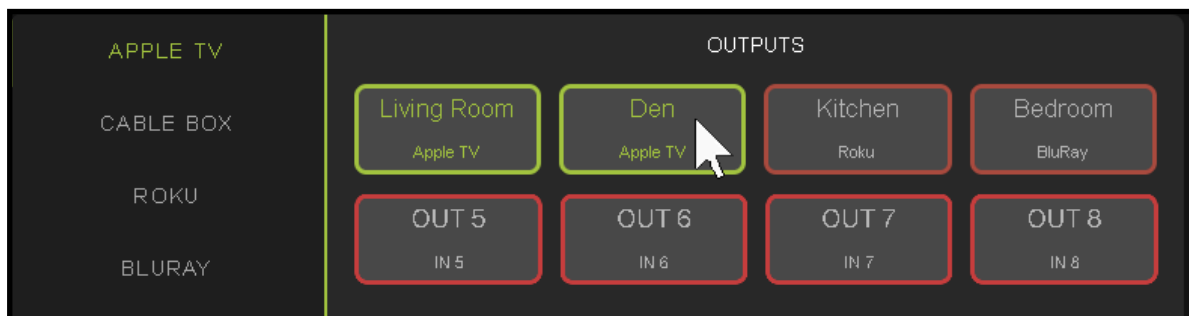 APPLE TV
CABLE BOX
ROKU
BLURAY
OUTPUTS
Living Room
Apple TV
Den
Apple TV
Kitchen
Roku
Bedroom
BluRay
OUT 5
IN 5
OUT 6
IN 6
OUT 7
IN 7
OUT 8
IN 8